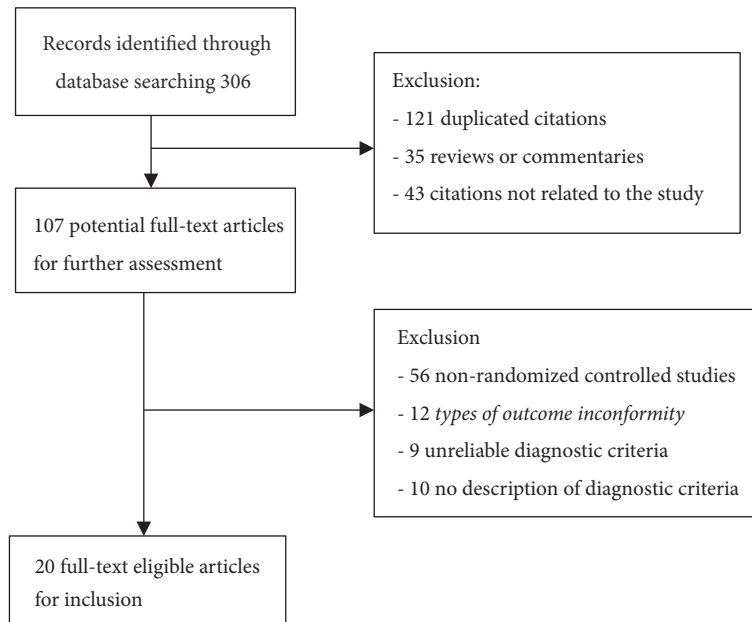 Records identified through
database searching 306
Exclusion:
- 121 duplicated citations
- 35 reviews or commentaries
- 43 citations not related to the study
107 potential full-text articles
for further assessment
Exclusion
- 56 non-randomized controlled studies
- 12 types of outcome inconformity
- 9 unreliable diagnostic criteria
- 10 no description of diagnostic criteria
20 full-text eligible articles
for inclusion